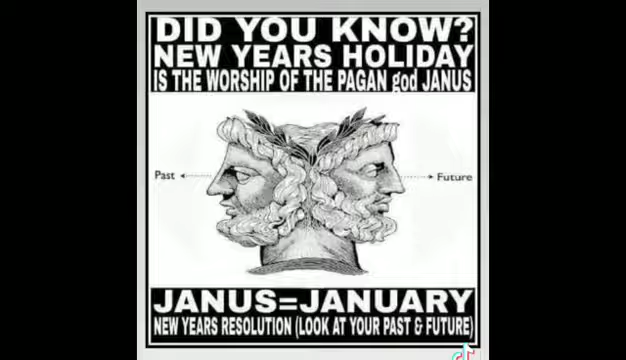 DID YOU KNOW?
NEW YEARS HOLIDAY
IS THE WORSHIP OF THE PAGAN god JANUS
Past
Future
JANUS=JANUARY
NEW YEARS RESOLUTION (LOOK AT YOUR PAST & FUTURE)